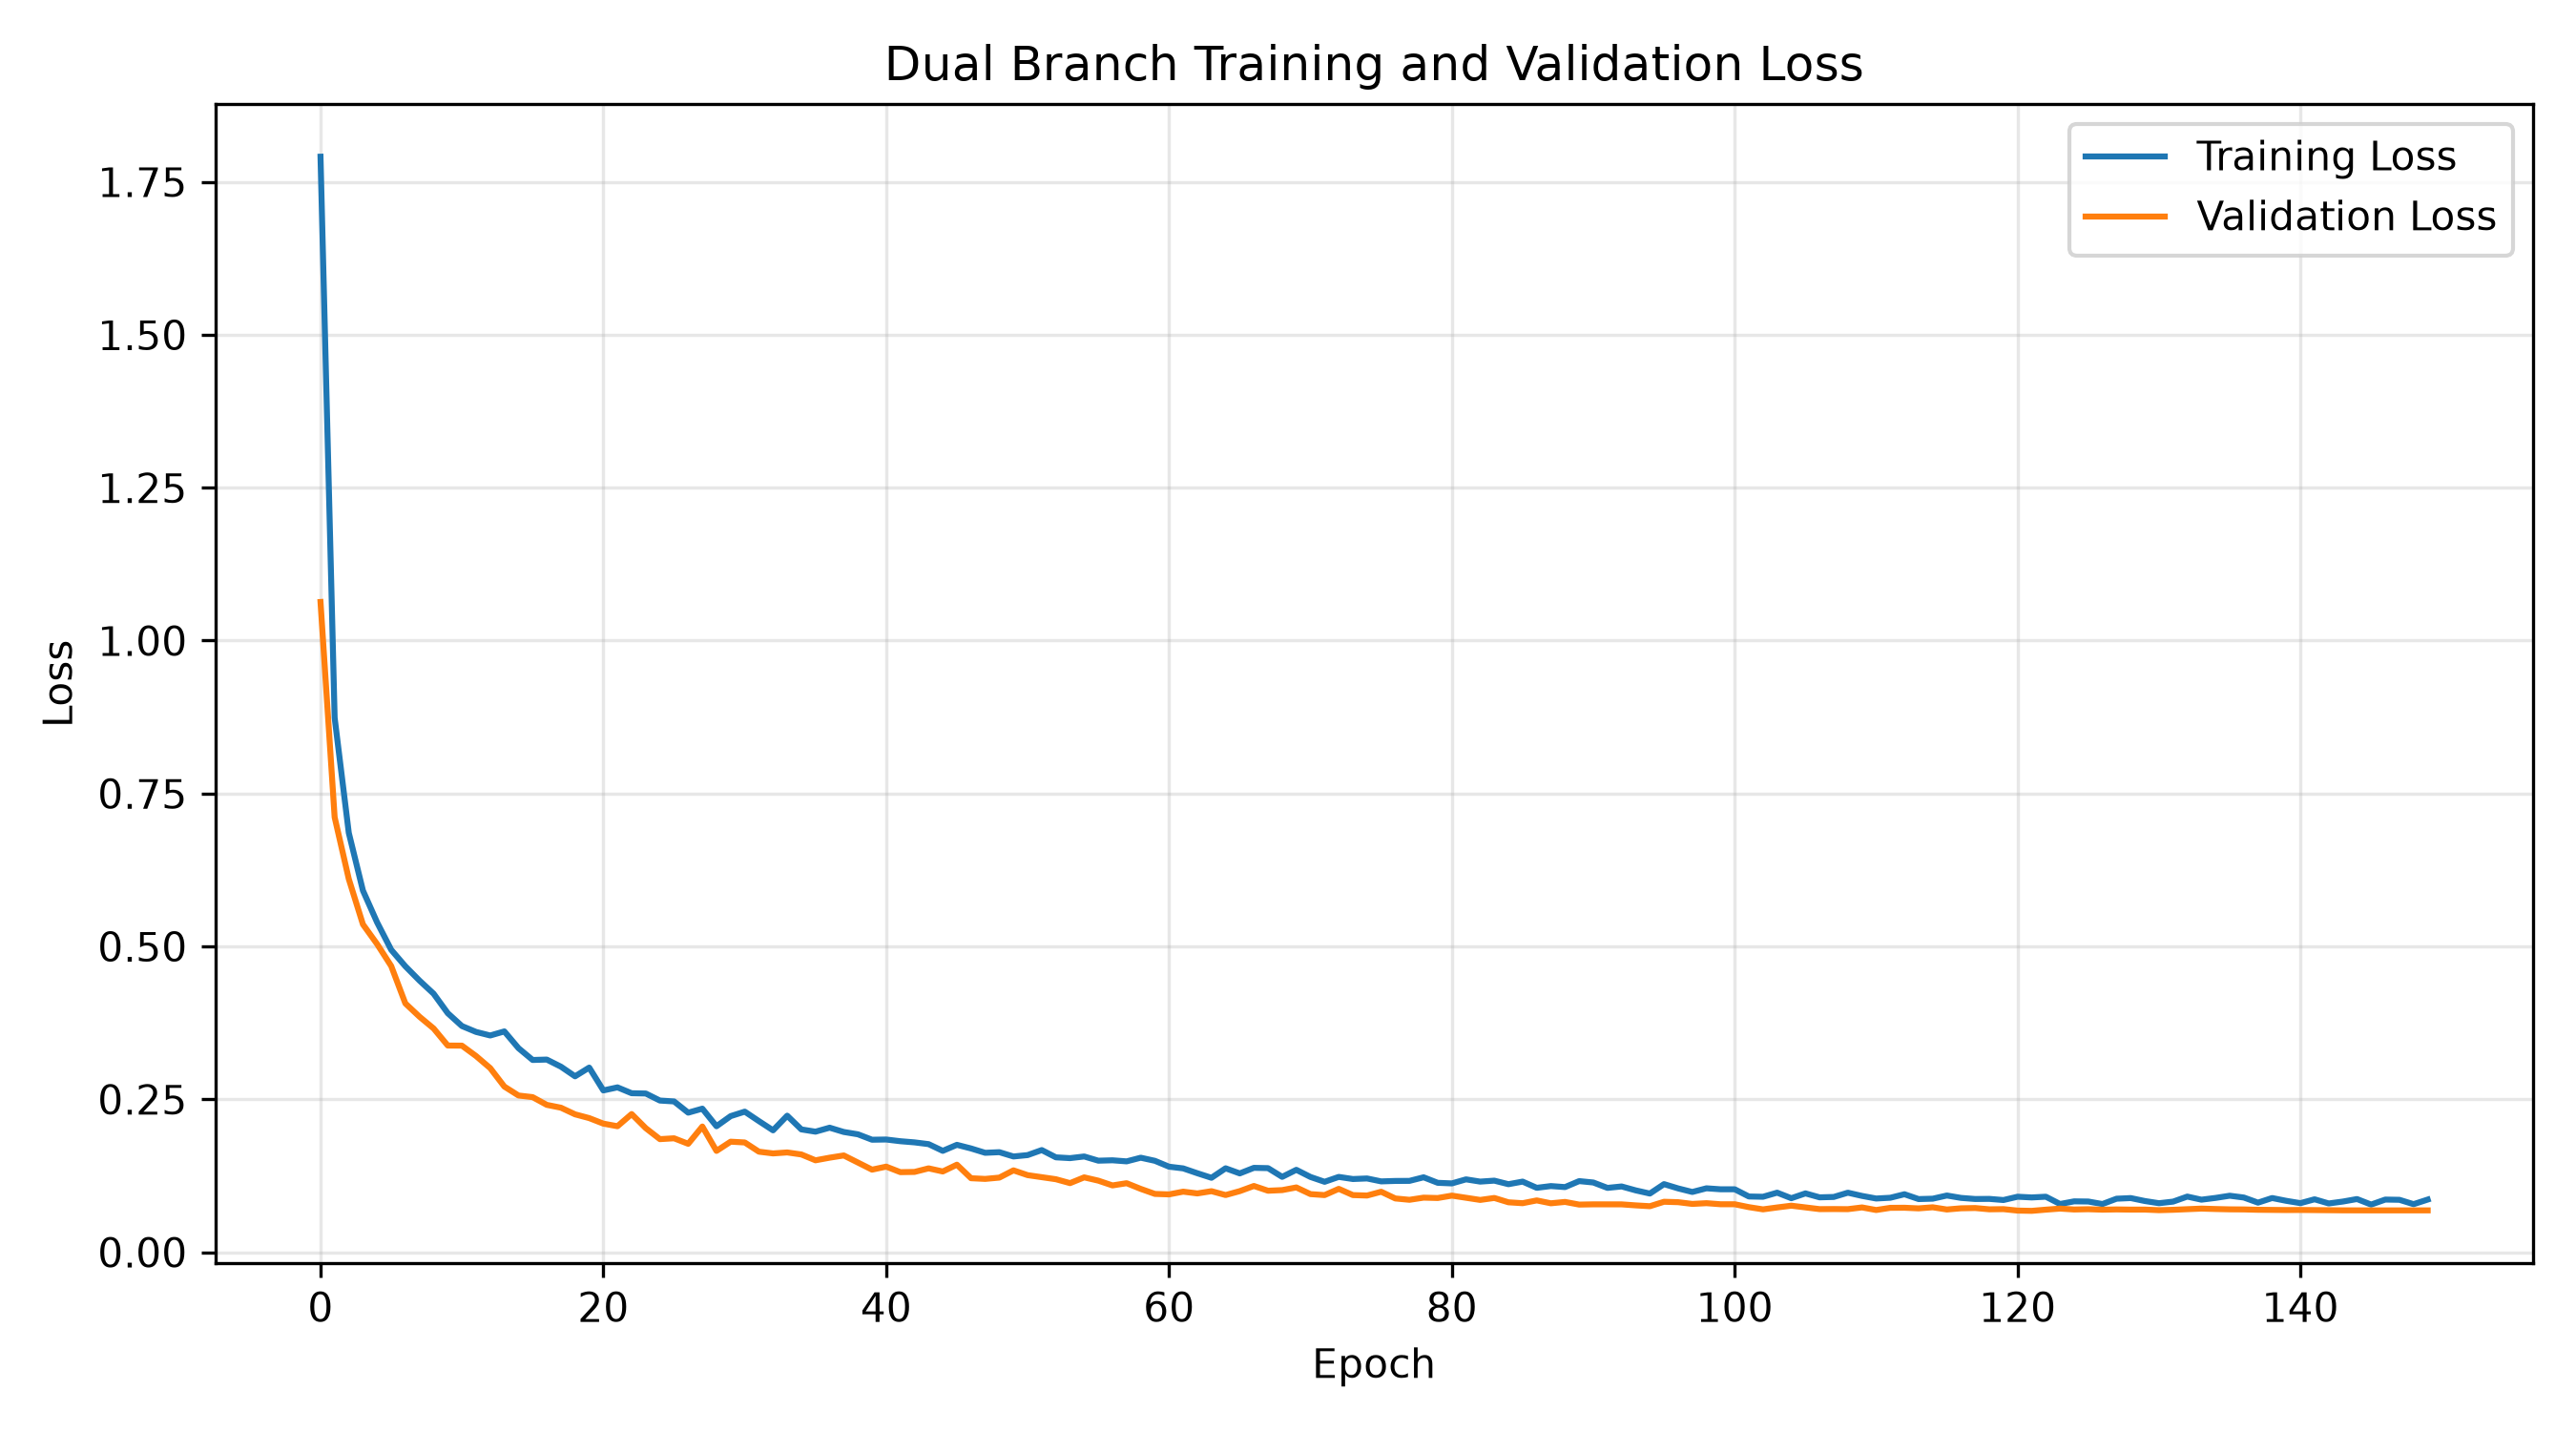 Dual Branch Training and Validation Loss
Training Loss
Validation Loss
1.75
1.50
1.25
1.00
0.75
0.50
0.25
0.00
Loss
0 20 40 60 80 100 120 140
Epoch